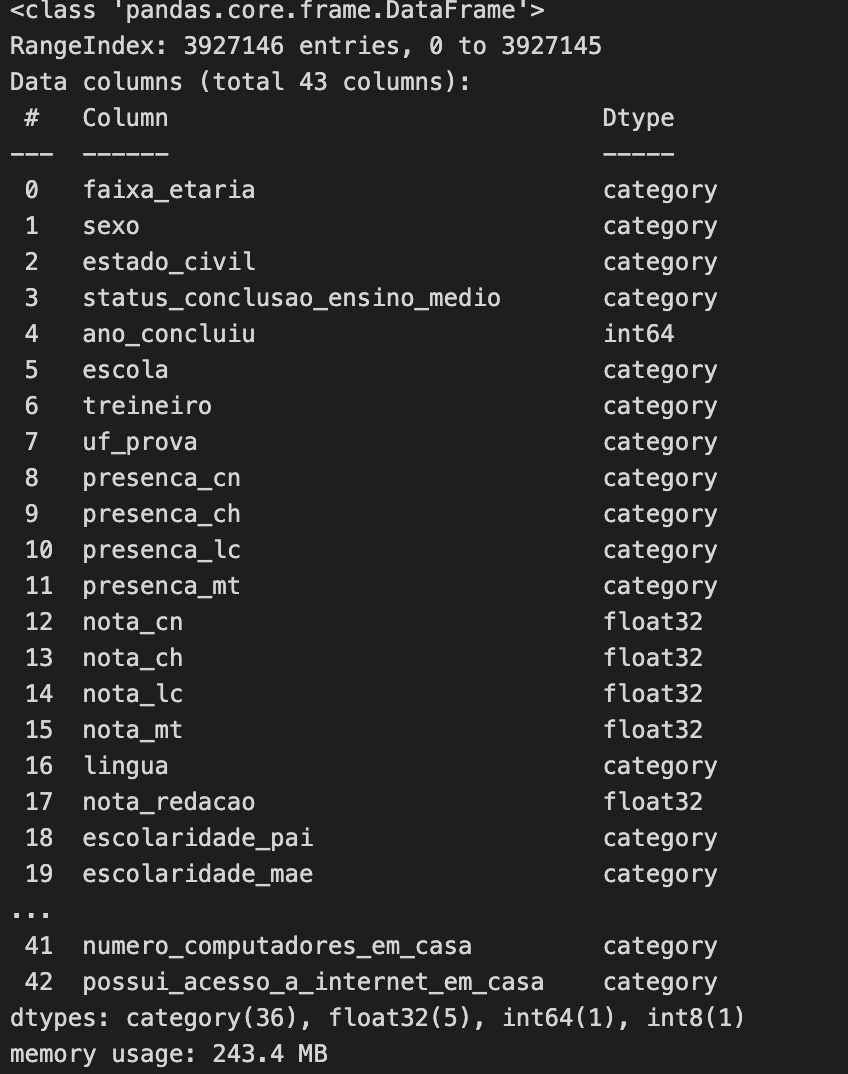 <class 'pandas.core.frame.DataFrame'>
RangeIndex: 3927146 entries, 0 to 3927145
Data columns (total 43 columns):
 #   Column                          Dtype
---  ------                          -----
 0   faixa_etaria                    category
 1   sexo                            category
 2   estado_civil                    category
 3   status_conclusao_ensino_medio   category
 4   ano_concluiu                    int64
 5   escola                          category
 6   treineiro                       category
 7   uf_prova                        category
 8   presenca_cn                     category
 9   presenca_ch                     category
 10  presenca_lc                     category
 11  presenca_mt                     category
 12  nota_cn                         float32
 13  nota_ch                         float32
 14  nota_lc                         float32
 15  nota_mt                         float32
 16  lingua                          category
 17  nota_redacao                    float32
 18  escolaridade_pai                category
 19  escolaridade_mae                category
...
 41  numero_computadores_em_casa     category
 42  possui_acesso_a_internet_em_casa  category
dtypes: category(36), float32(5), int64(1), int8(1)
memory usage: 243.4 MB